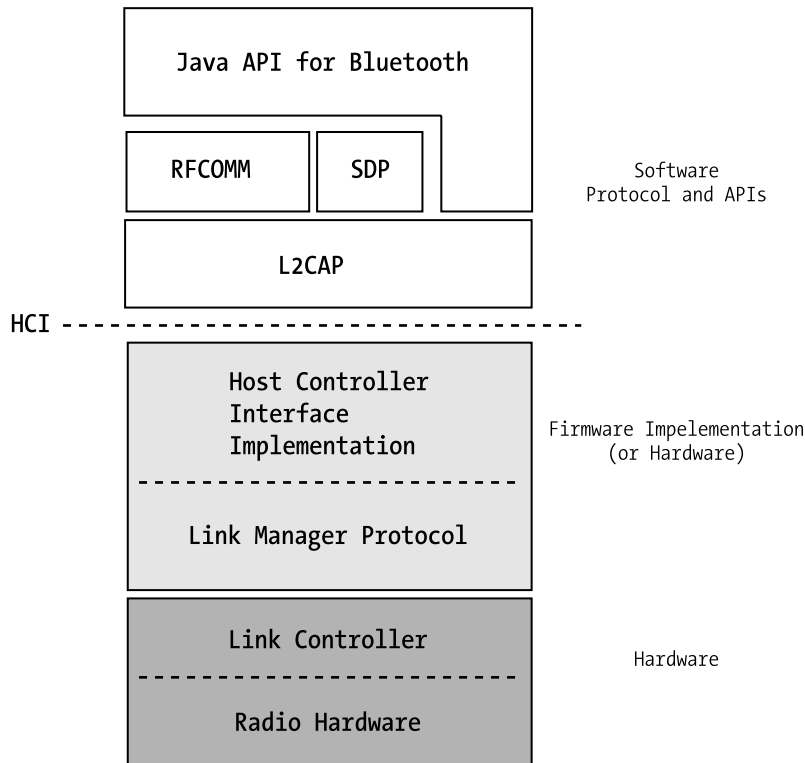 Java API for Bluetooth
RFCOMM
SDP
Software
Protocol and APIs
L2CAP
HCI
Host Controller
Interface
Implementation
Firmware Impelementation
(or Hardware)
Link Manager Protocol
Link Controller
Hardware
Radio Hardware